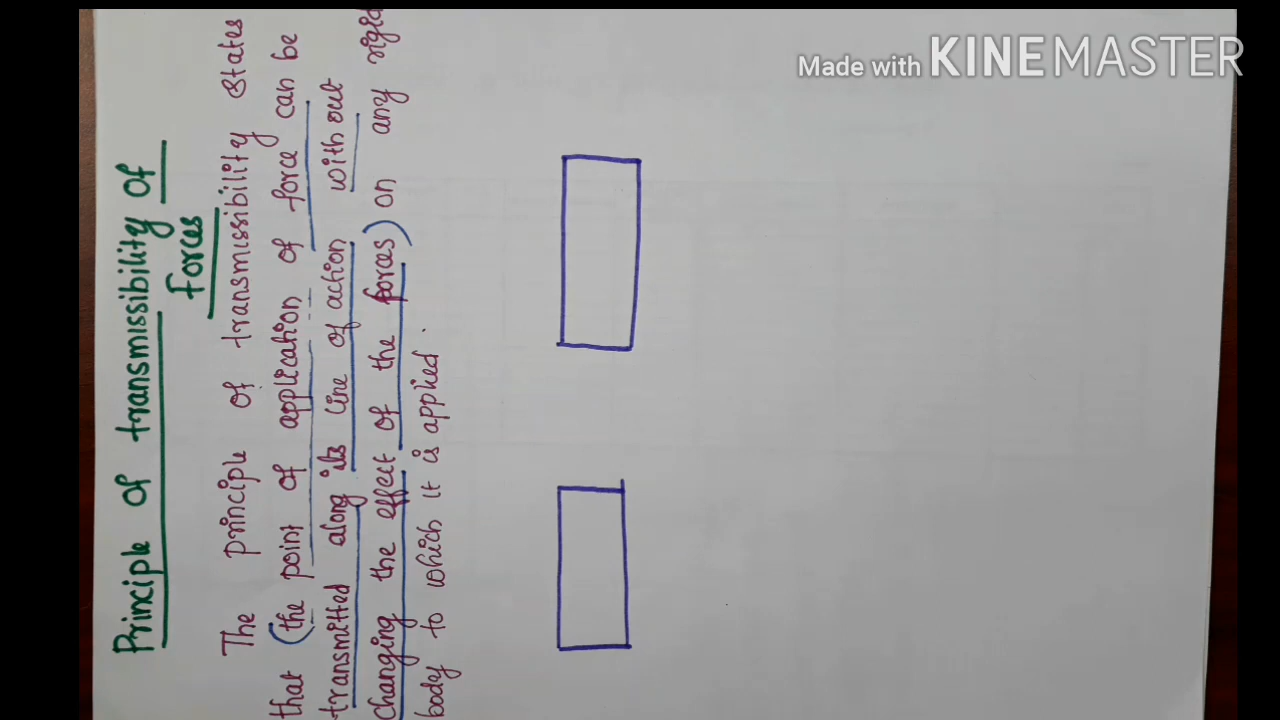 Principle of transmissibility of
Forces
The principle of transmissibility states
that (the point of application of force can be
transmitted along its line of action with out
changing the effect of the forces) on any rigid
body to which it is applied.
Made with KINEMASTER